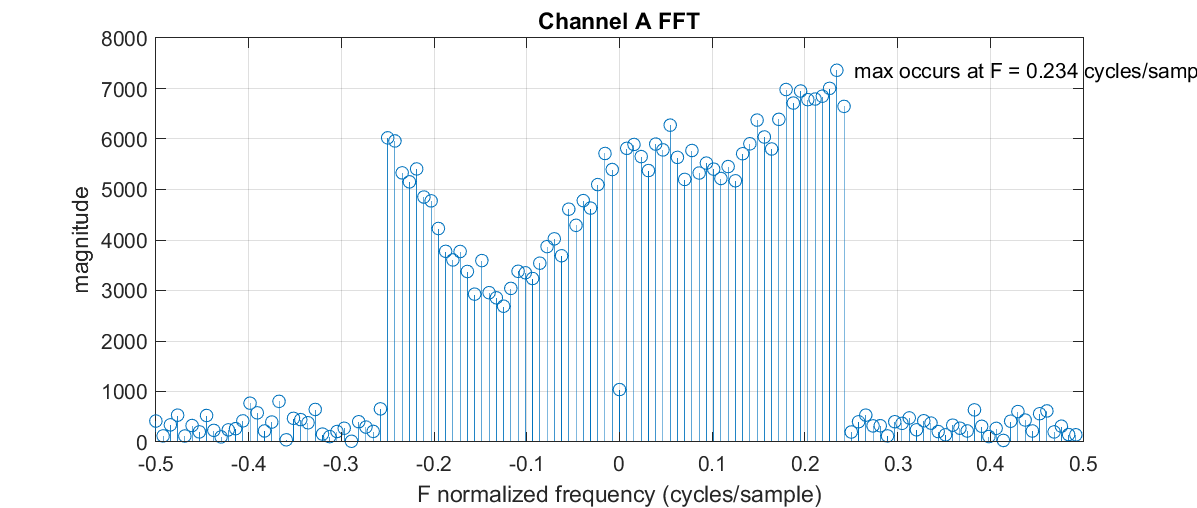 Channel A FFT
8000
7000
6000
5000
4000
3000
2000
1000
0
magnitude
max occurs at F = 0.234 cycles/samp
-0.5 -0.4 -0.3 -0.2 -0.1 0 0.1 0.2 0.3 0.4 0.5
F normalized frequency (cycles/sample)